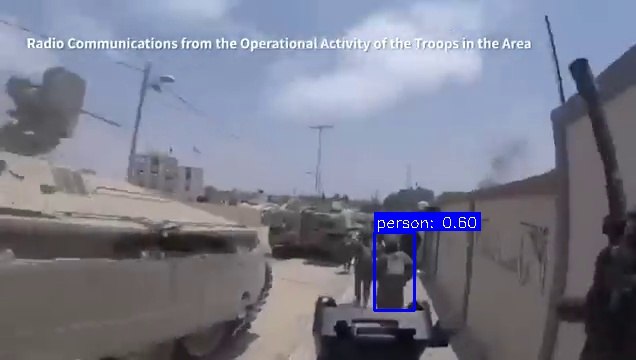 Radio Communications from the Operational Activity of the Troops in the Area
person: 0.60